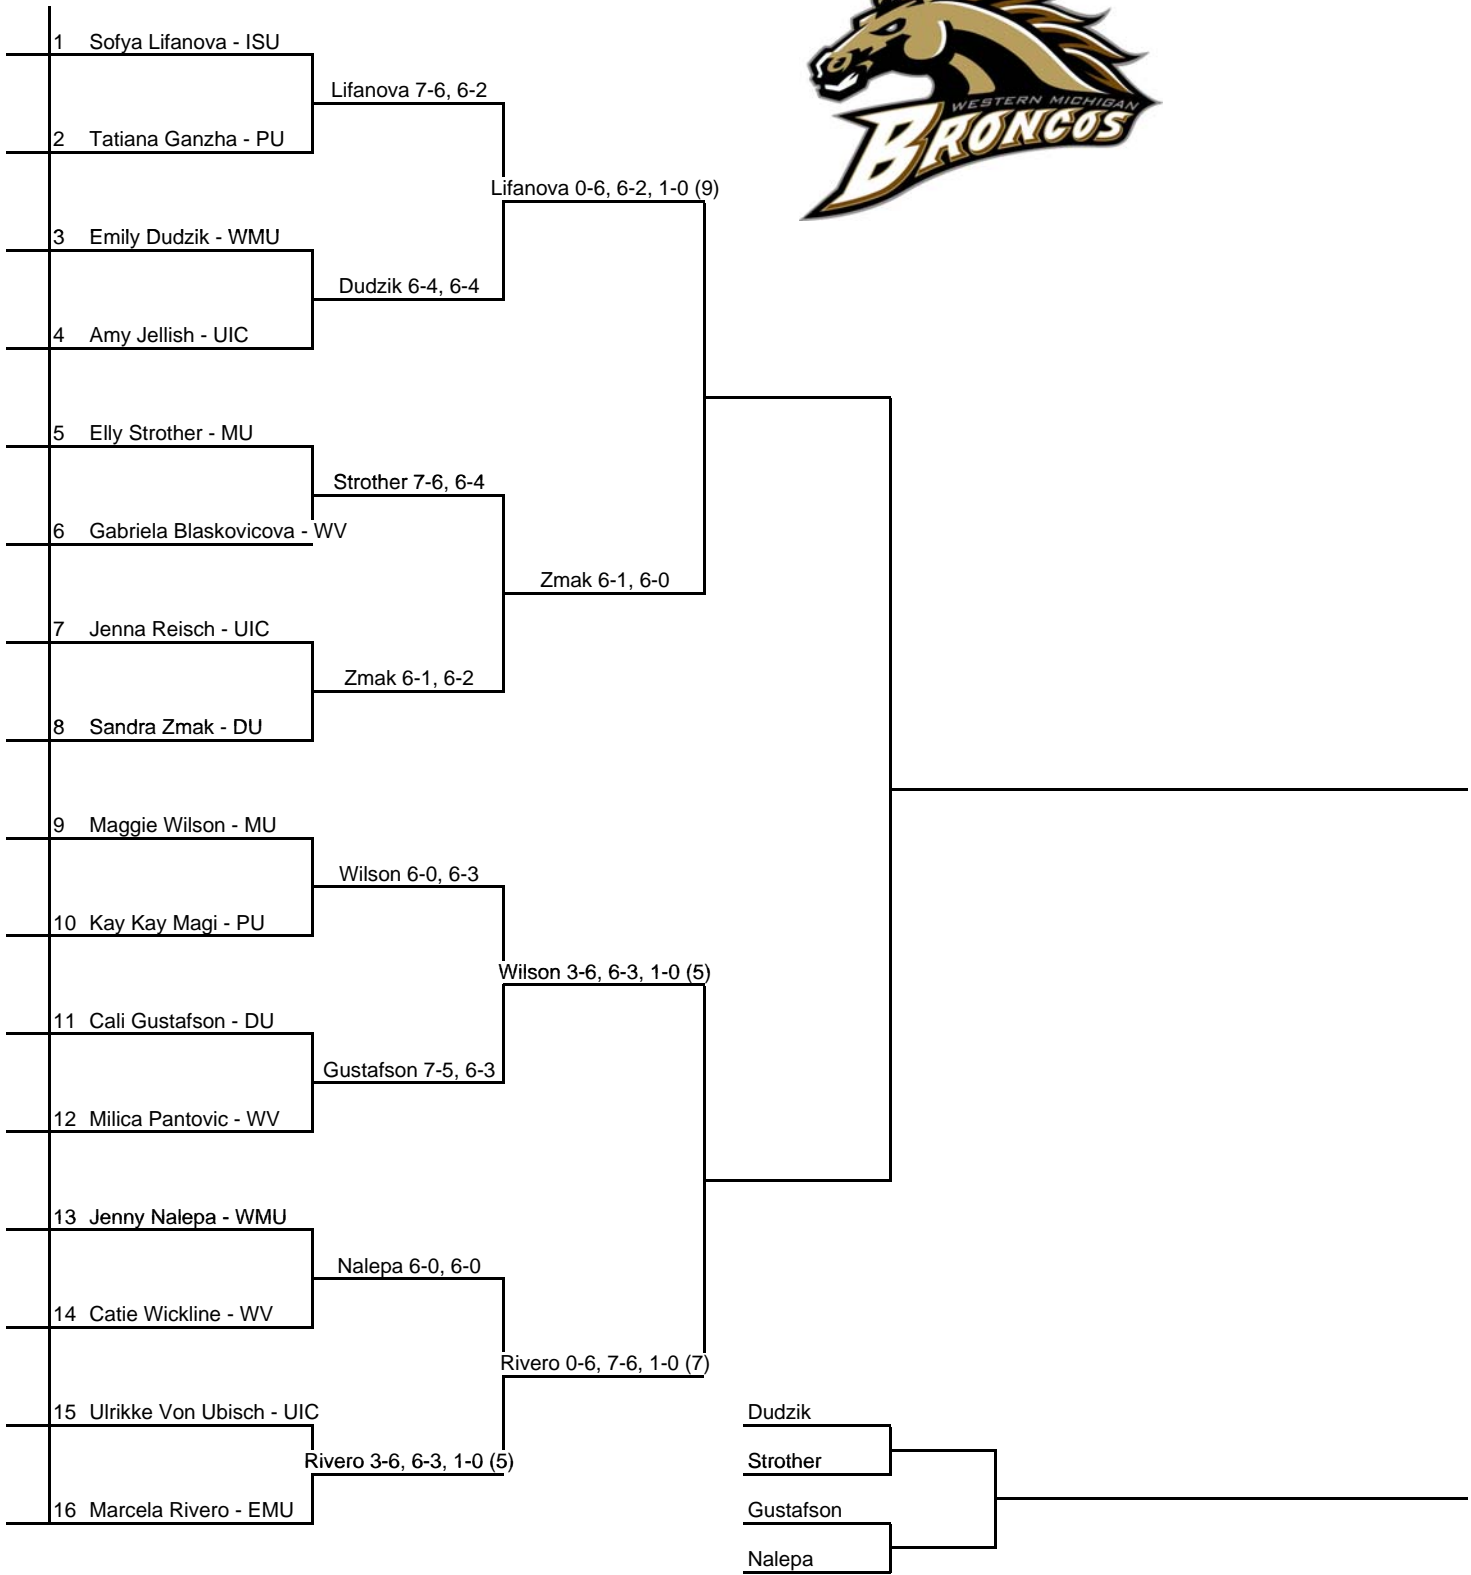 1 Sofya Lifanova - ISU
Lifanova 7-6, 6-2
2 Tatiana Ganzha - PU
Lifanova 0-6, 6-2, 1-0 (9)
3 Emily Dudzik - WMU
Dudzik 6-4, 6-4
4 Amy Jellish - UIC
5 Elly Strother - MU
Strother 7-6, 6-4
6 Gabriela Blaskovicova - WV
Zmak 6-1, 6-0
7 Jenna Reisch - UIC
Zmak 6-1, 6-2
8 Sandra Zmak - DU
9 Maggie Wilson - MU
Wilson 6-0, 6-3
10 Kay Kay Magi - PU
Wilson 3-6, 6-3, 1-0 (5)
11 Cali Gustafson - DU
Gustafson 7-5, 6-3
12 Milica Pantovic - WV
13 Jenny Nalepa - WMU
Nalepa 6-0, 6-0
14 Catie Wickline - WV
Rivero 0-6, 7-6, 1-0 (7)
15 Ulrikke Von Ubisch - UIC
Rivero 3-6, 6-3, 1-0 (5)
16 Marcela Rivero - EMU
WESTERN MICHIGAN
BRONCOS
Dudzik
Strother
Gustafson
Nalepa